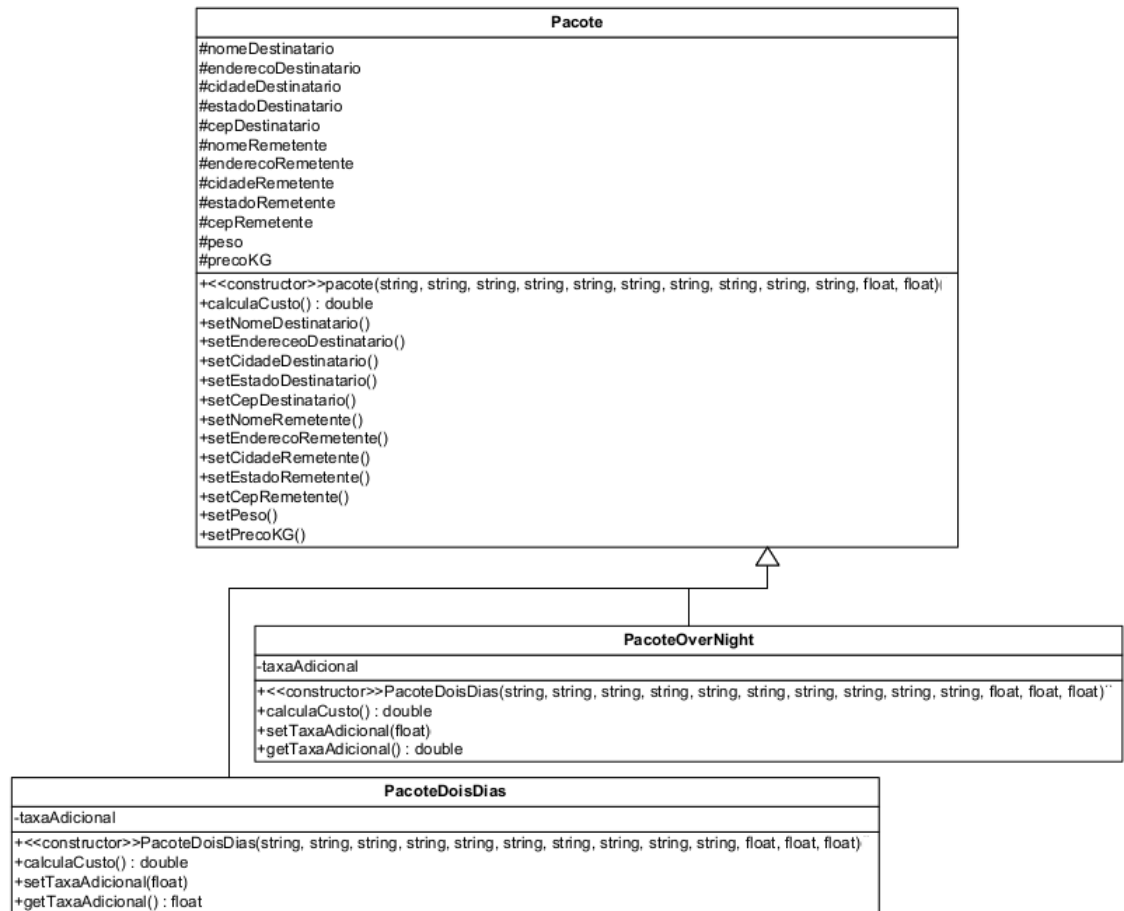 Pacote
#nomeDestinatario
#enderecoDestinatario
#cidadeDestinatario
#estadoDestinatario
#cepDestinatario
#nomeRemetente
#enderecoRemetente
#cidadeRemetente
#estadoRemetente
#cepRemetente
#peso
#precoKG
+<<constructor>>pacote(string, string, string, string, string, string, string, string, string, string, float, float)
+calculaCusto() : double
+setNomeDestinatario()
+setEndereceoDestinatario()
+setCidadeDestinatario()
+setEstadoDestinatario()
+setCepDestinatario()
+setNomeRemetente()
+setEnderecoRemetente()
+setCidadeRemetente()
+setEstadoRemetente()
+setCepRemetente()
+setPeso()
+setPrecoKG()
PacoteOverNight
-taxaAdicional
+<<constructor>>PacoteDoisDias(string, string, string, string, string, string, string, string, string, string, float, float, float)
+calculaCusto() : double
+setTaxaAdicional(float)
+getTaxaAdicional() : double
PacoteDoisDias
-taxaAdicional
+<<constructor>>PacoteDoisDias(string, string, string, string, string, string, string, string, string, string, float, float, float)
+calculaCusto() : double
+setTaxaAdicional(float)
+getTaxaAdicional() : float